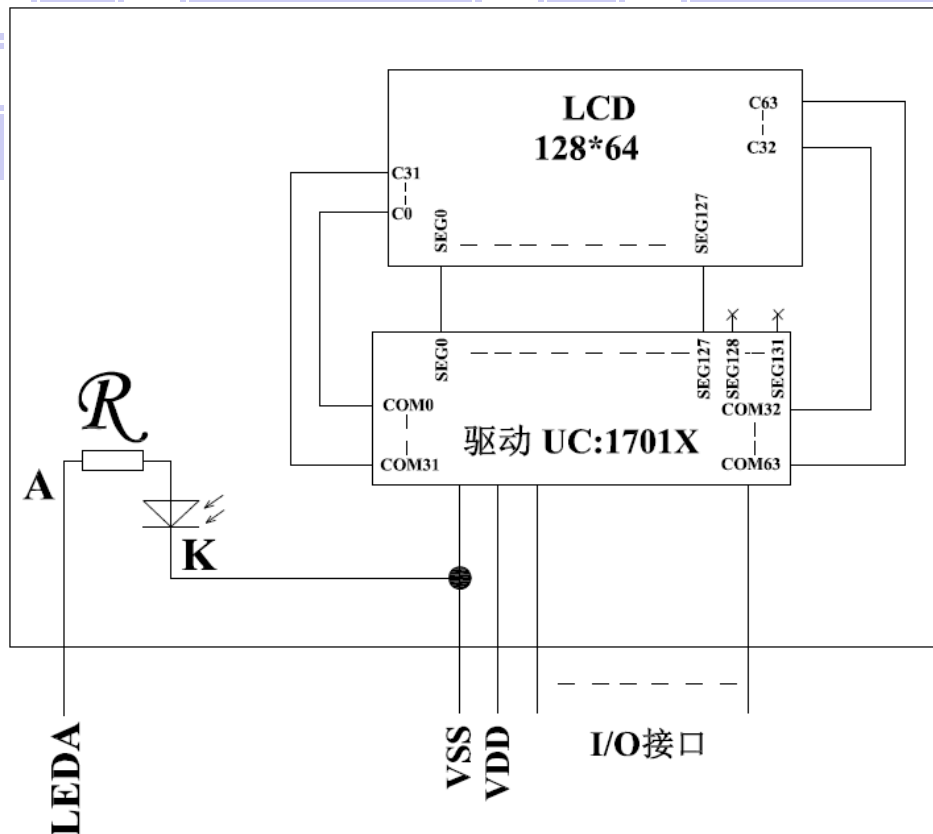 LCD
128*64
C63
C32
C31
C0
SEG0
SEG127
SEG0
SEG127
SEG128
SEG131
COM0
COM31
驱动 UC:1701X
COM32
COM63
R
A
K
LEDA
VSS
VDD
I/O接口